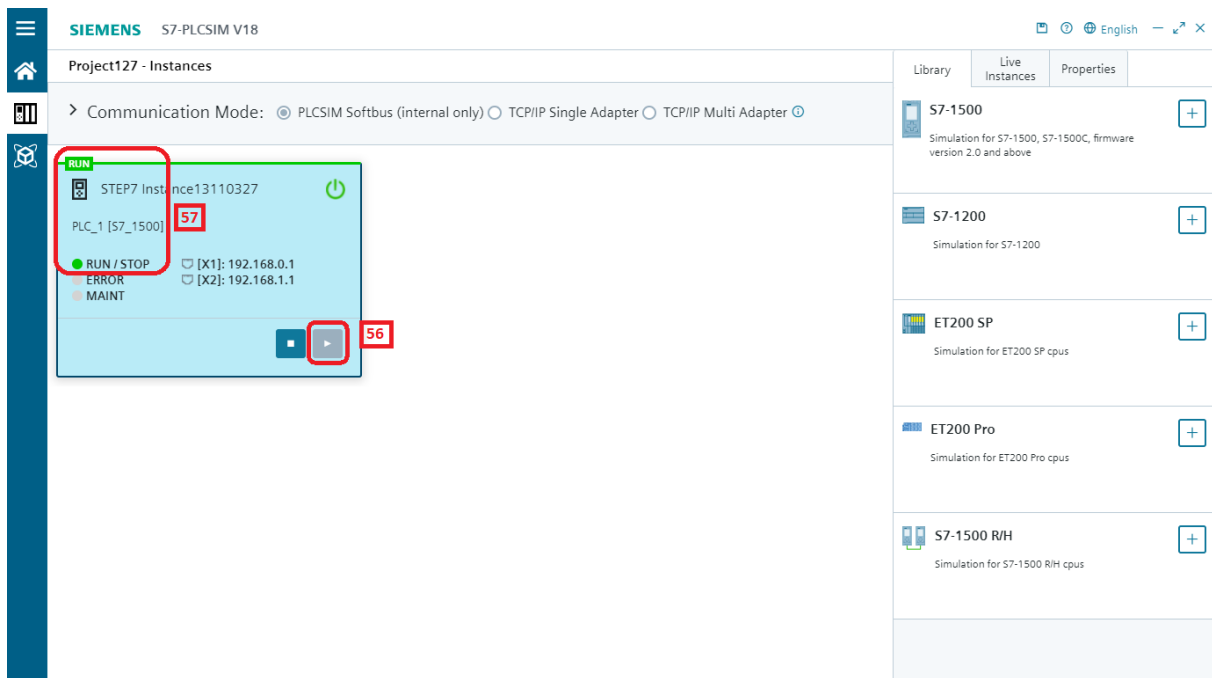 SIEMENS S7-PLCSIM V18
English
Project127 - Instances
Communication Mode: PLCSIM Softbus (internal only) TCP/IP Single Adapter TCP/IP Multi Adapter
RUN
STEP7 Instance13110327
PLC_1 [S7_1500]
57
RUN / STOP [X1]: 192.168.0.1
ERROR [X2]: 192.168.1.1
MAINT
56
Library
Live
Instances
Properties
S7-1500
Simulation for S7-1500, S7-1500C, firmware
version 2.0 and above
S7-1200
Simulation for S7-1200
ET200 SP
Simulation for ET200 SP cpus
ET200 Pro
Simulation for ET200 Pro cpus
S7-1500 R/H
Simulation for S7-1500 R/H cpus